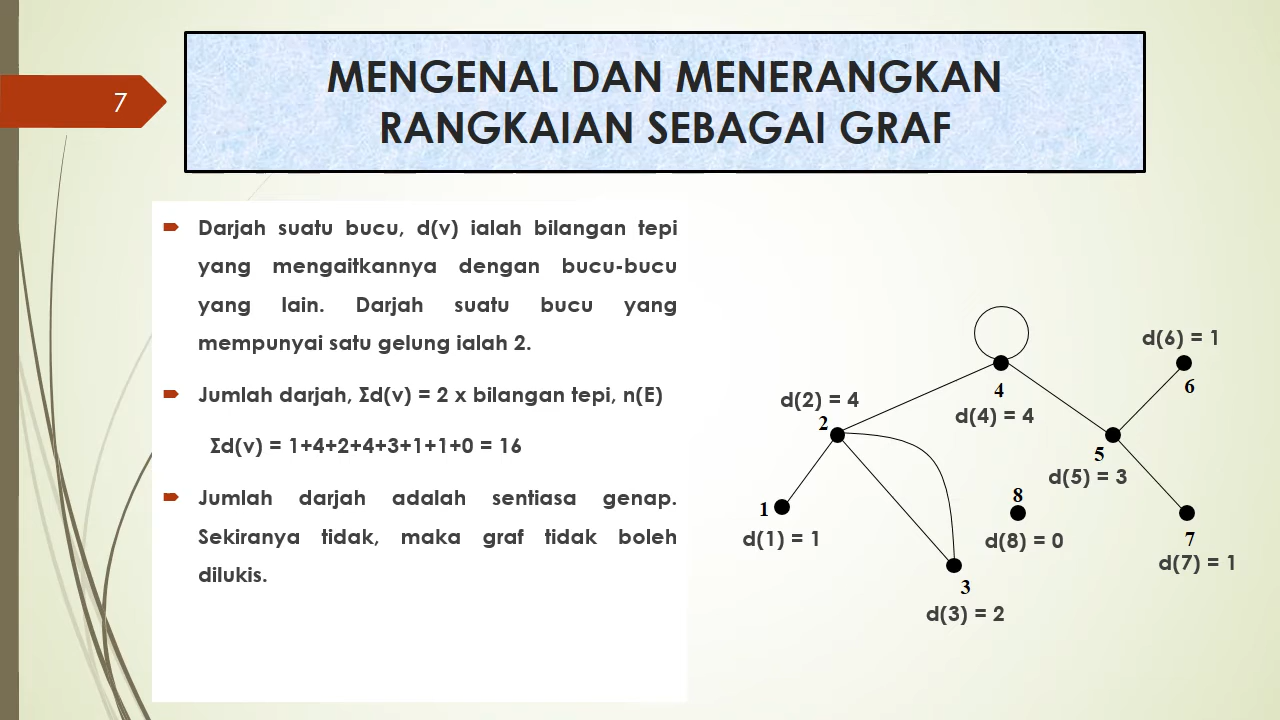 7
MENGENAL DAN MENERANGKAN
RANGKAIAN SEBAGAI GRAF
Darjah suatu bucu, d(v) ialah bilangan tepi
yang mengaitkannya dengan bucu-bucu
yang lain. Darjah suatu bucu yang
mempunyai satu gelung ialah 2.
Jumlah darjah, Σd(v) = 2 x bilangan tepi, n(E)
Σd(v) = 1+4+2+4+3+1+1+0 = 16
Jumlah darjah adalah sentiasa genap.
Sekiranya tidak, maka graf tidak boleh
dilukis.
d(6) = 1
6
4
d(4) = 4
d(2) = 4
2
5
d(5) = 3
8
d(8) = 0
1
d(1) = 1
7
d(7) = 1
3
d(3) = 2